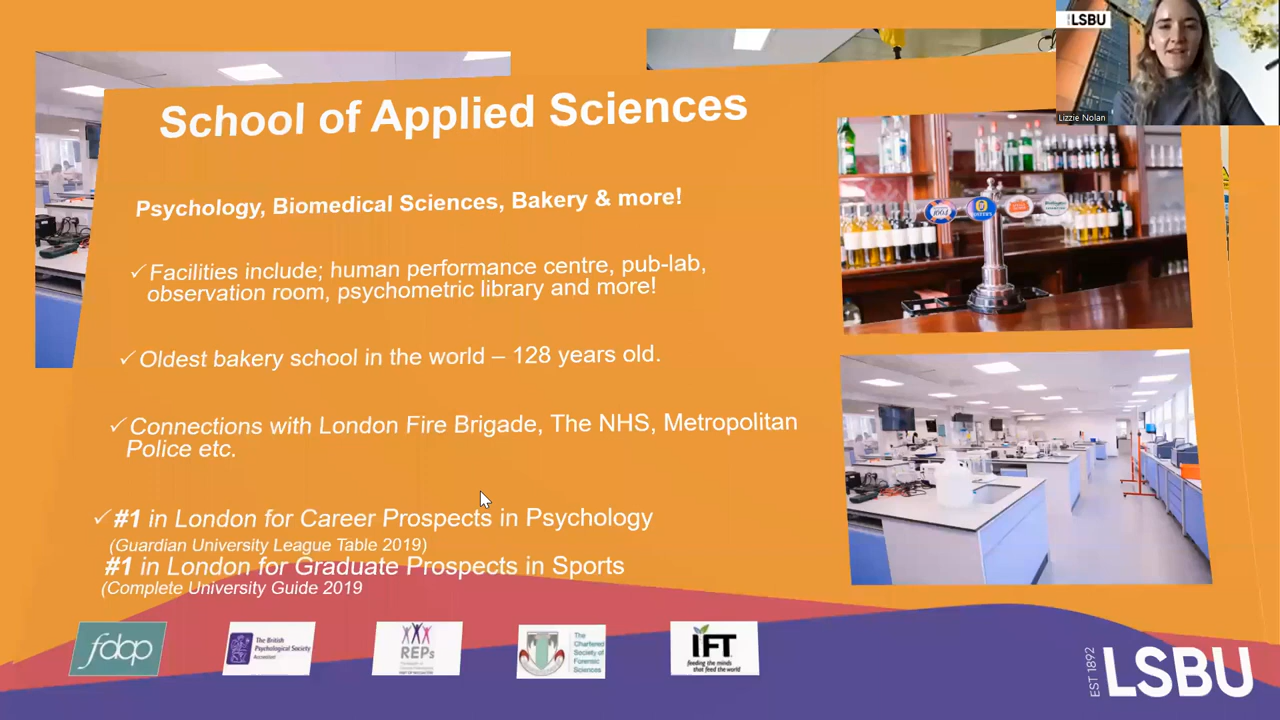 LSBU
Lizzie Nolan
School of Applied Sciences
Psychology, Biomedical Sciences, Bakery & more!
✓Facilities include; human performance centre, pub-lab,
observation room, psychometric library and more!
✓Oldest bakery school in the world – 128 years old.
✓Connections with London Fire Brigade, The NHS, Metropolitan
Police etc.
✓#1 in London for Career Prospects in Psychology
(Guardian University League Table 2019)
#1 in London for Graduate Prospects in Sports
(Complete University Guide 2019
fdap
The British
Psychological Society
Accredited
REPs
The
Chartered
Society of
Forensic
Sciences
IFT
feeding the minds
that feed the world
EST 1892
LSBU